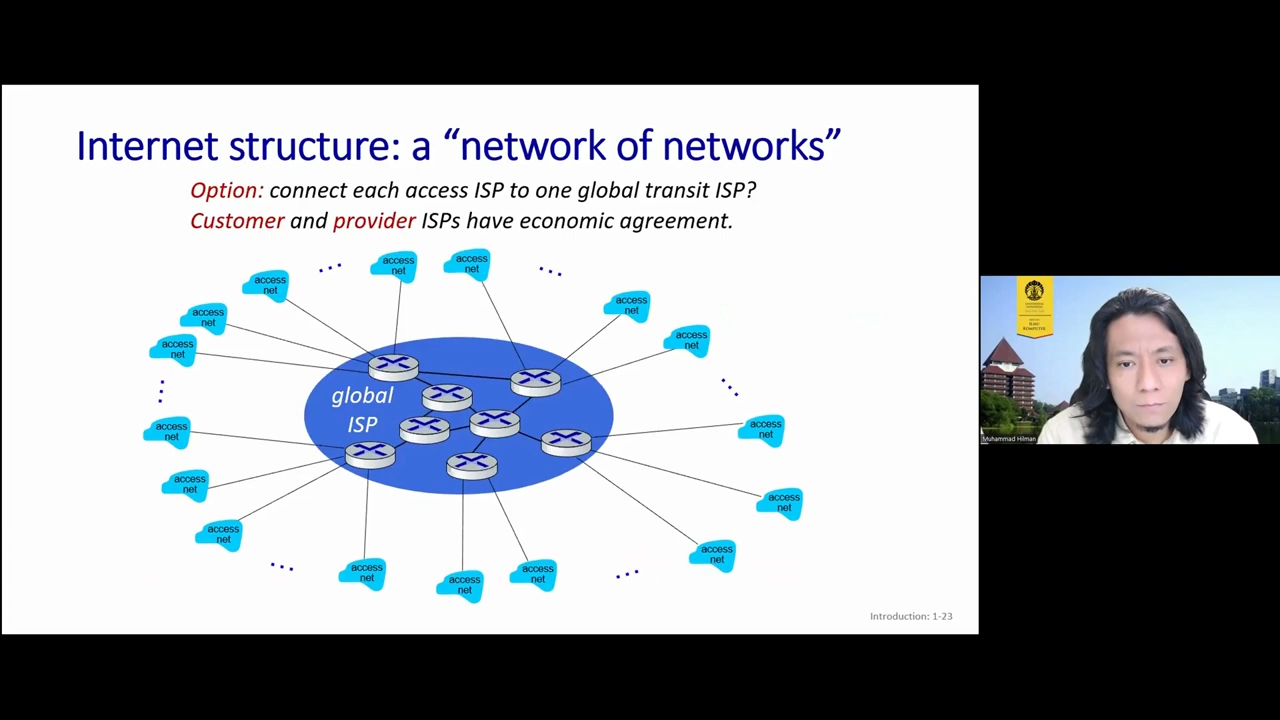 Internet structure: a “network of networks”
Option: connect each access ISP to one global transit ISP?
Customer and provider ISPs have economic agreement.
access
net
access
net
access
net
access
net
access
net
access
net
access
net
global
ISP
access
net
access
net
access
net
access
net
access
net
access
net
access
net
access
net
access
net
Introduction: 1-23
ILMU
KOMPUTER
Muhammad Hilman